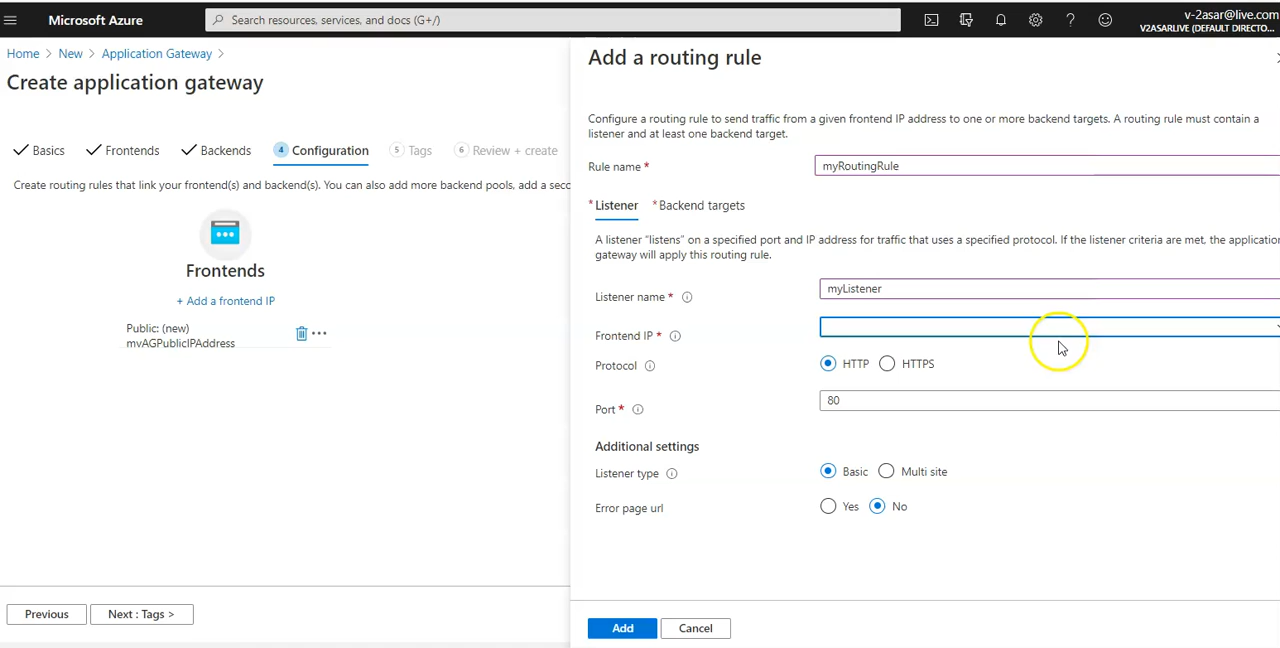 Microsoft Azure
Search resources, services, and docs (G+/)
v-2asar@live.com
V2ASARLIVE (DEFAULT DIRECTO...
Home > New > Application Gateway >
Create application gateway
Basics
Frontends
Backends
4 Configuration
5 Tags
6 Review + create
Create routing rules that link your frontend(s) and backend(s). You can also add more backend pools, add a seco
Frontends
+ Add a frontend IP
Public: (new)
mvAGPublicIPAddress
Previous
Next : Tags >
Add a routing rule
Configure a routing rule to send traffic from a given frontend IP address to one or more backend targets. A routing rule must contain a
listener and at least one backend target.
Rule name *
myRoutingRule
* Listener
* Backend targets
A listener “listens” on a specified port and IP address for traffic that uses a specified protocol. If the listener criteria are met, the application
gateway will apply this routing rule.
Listener name *
myListener
Frontend IP *
Protocol
HTTP
HTTPS
Port *
80
Additional settings
Listener type
Basic
Multi site
Error page url
Yes
No
Add
Cancel